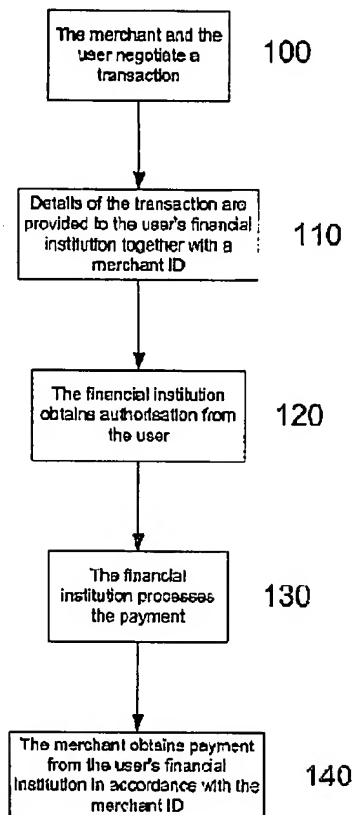 The merchant and the
user negotiate a
transaction
100
Details of the transaction are
provided to the user's financial
institution together with a
merchant ID
110
The financial institution
obtains authorisation from
the user
120
The financial
institution processes
the payment
130
The merchant obtains payment
from the user's financial
institution in accordance with the
merchant ID
140